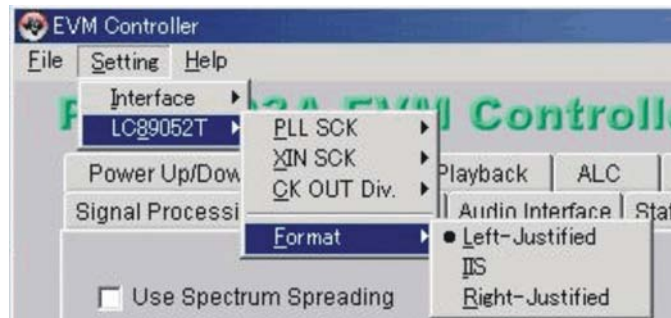 EVM Controller
File Setting Help
Interface
LC89052T
PLL SCK
XIN SCK
CK OUT Div.
Format
Left-Justified
IIS
Right-Justified
EVM Controll
Power Up/Dow
Playback
ALC
Signal Processi
Audio Interface
Use Spectrum Spreading